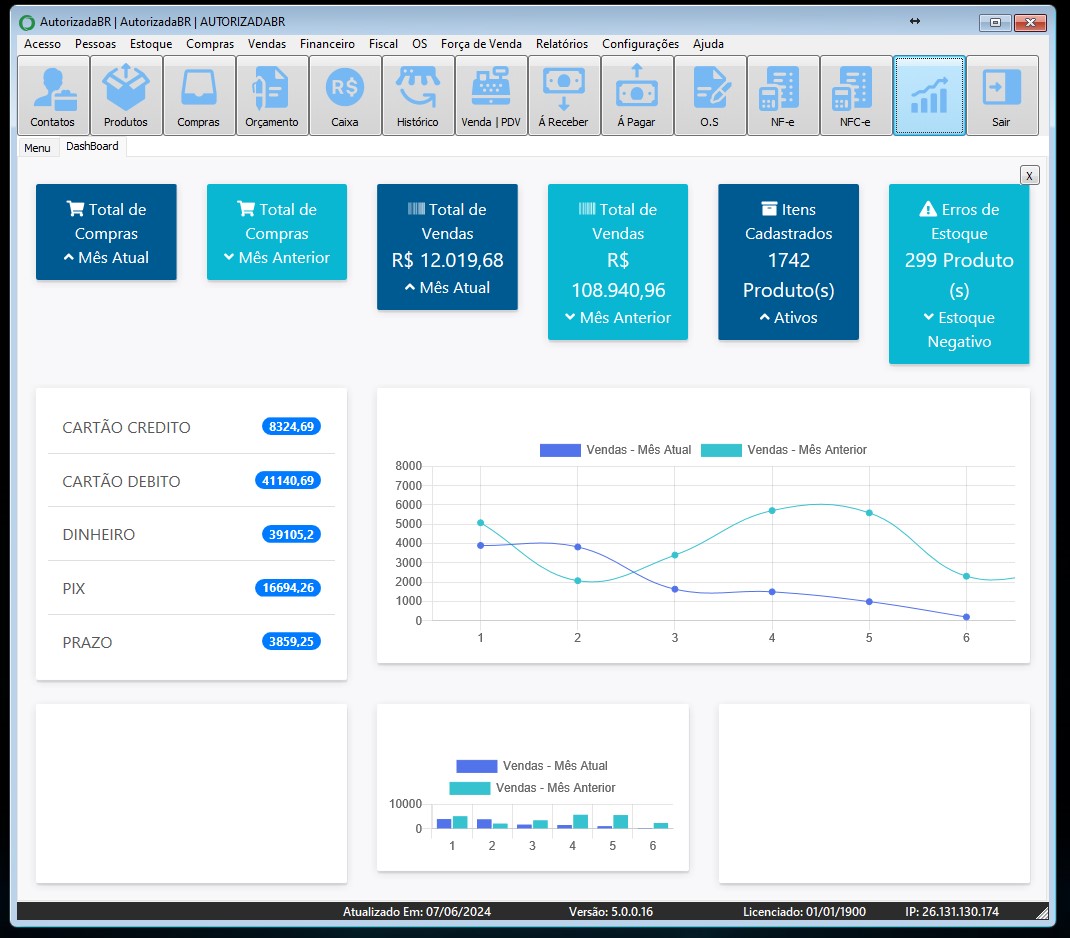 AutorizadaBR | AutorizadaBR | AUTORIZADABR
Acesso Pessoas Estoque Compras Vendas Financeiro Fiscal OS Força de Venda Relatórios Configurações Ajuda
R$
Contatos Produtos Compras Orçamento Caixa Histórico Venda | PDV Á Receber Á Pagar O.S NF-e NFC-e Sair
Menu DashBoard
X
Total de
Compras
Mês Atual
Total de
Compras
Mês Anterior
Total de
Vendas
R$ 12.019,68
Mês Atual
Total de
Vendas
R$
108.940,96
Mês Anterior
Itens
Cadastrados
1742
Produto(s)
Ativos
Erros de
Estoque
299 Produto
(s)
Estoque
Negativo
CARTÃO CREDITO 8324,69
CARTÃO DEBITO 41140,69
DINHEIRO 39105,2
PIX 16694,26
PRAZO 3859,25
Vendas - Mês Atual Vendas - Mês Anterior
8000
7000
6000
5000
4000
3000
2000
1000
0
1 2 3 4 5 6
Vendas - Mês Atual
Vendas - Mês Anterior
10000
0
1 2 3 4 5 6
Atualizado Em: 07/06/2024 Versão: 5.0.0.16 Licenciado: 01/01/1900 IP: 26.131.130.174